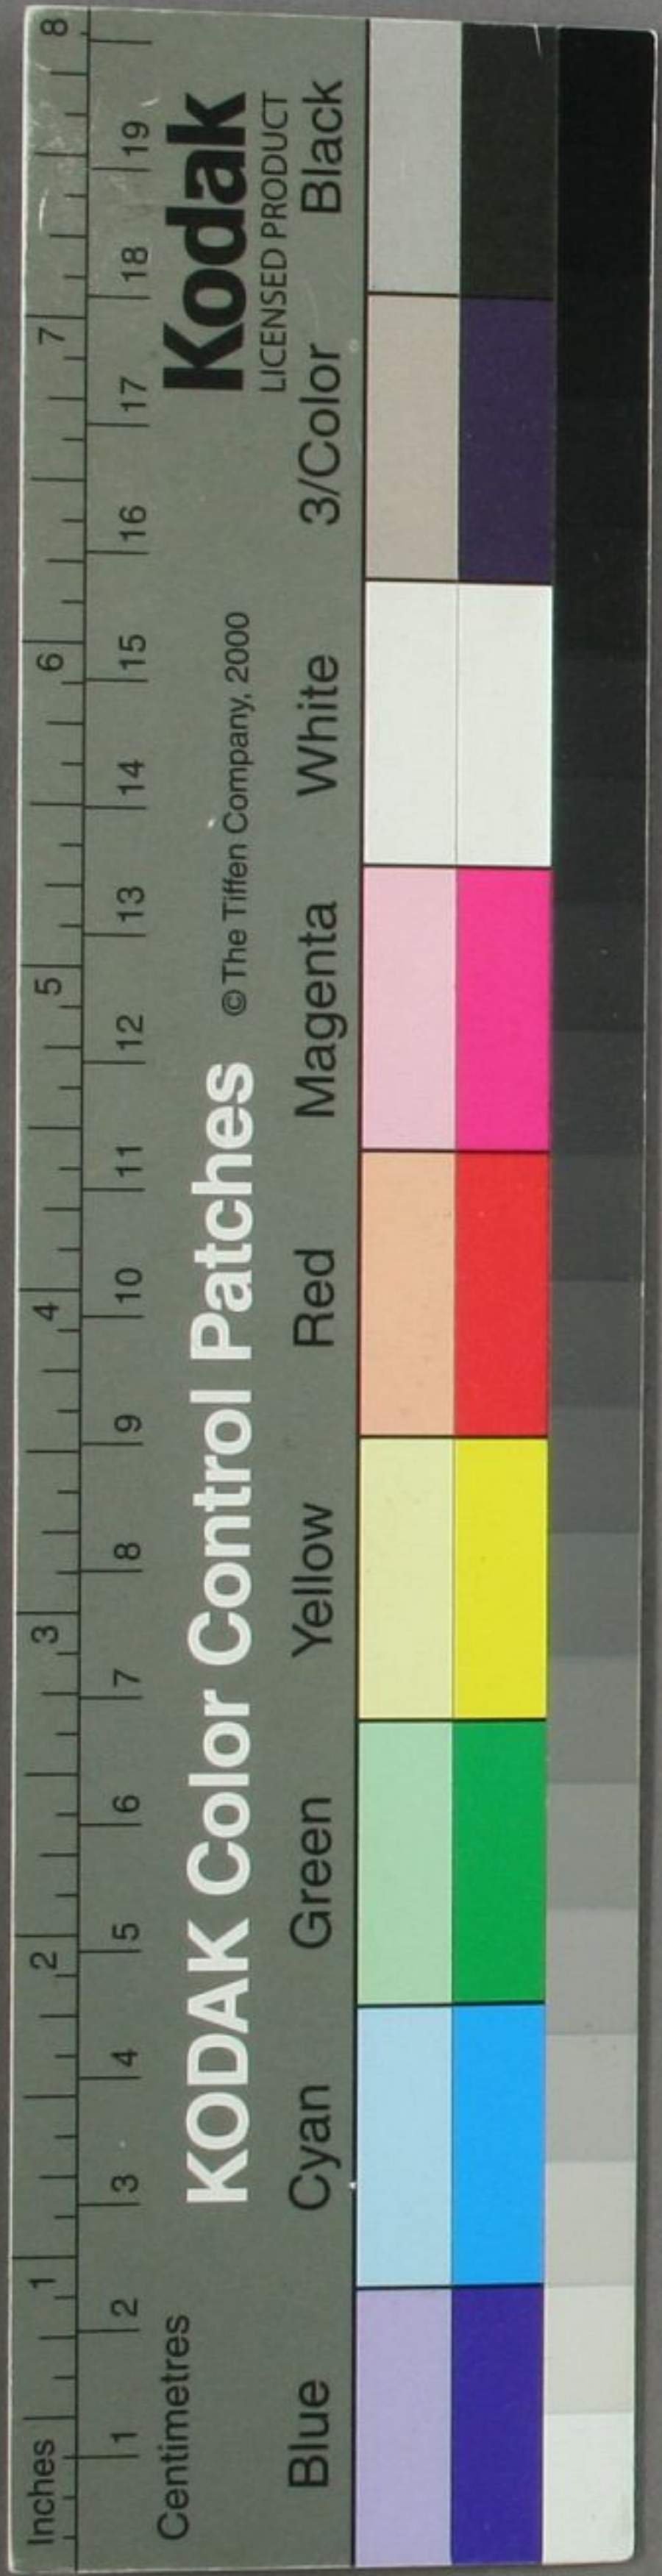 Inches 1 2 3 4 5 6 7 8
1 2 3 4 5 6 7 8 9 10 11 12 13 14 15 16 17 18 19
Centimetres
KODAK Color Control Patches © The Tiffen Company, 2000 Kodak
LICENSED PRODUCT
Blue Cyan Green Yellow Red Magenta White 3/Color Black